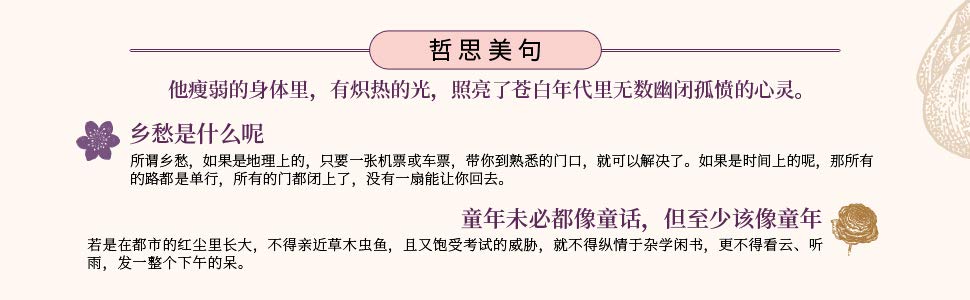 哲思美句
他瘦弱的身体里，有炽热的光，照亮了苍白年代里无数幽闭孤愤的心灵。
乡愁是什么呢
所谓乡愁，如果是地理上的，只要一张机票或车票，带你到熟悉的门口，就可以解决了。如果是时间上的呢，那所有
的路都是单行，所有的门都闭上了，没有一扇能让你回去。
童年未必都像童话，但至少该像童年
若是在都市的红尘里长大，不得亲近草木虫鱼，且又饱受考试的威胁，就不得纵情于杂学闲书，更不得看云、听
雨，发一整个下午的呆。